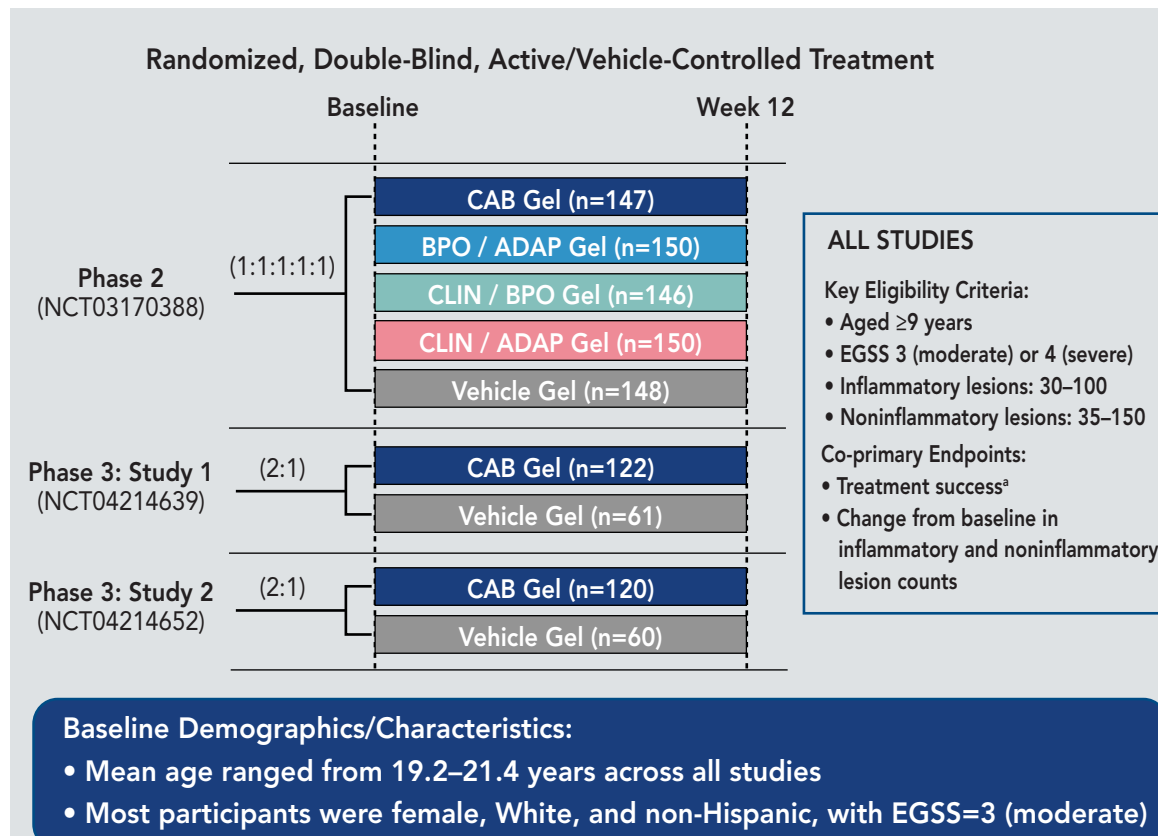 Randomized, Double-Blind, Active/Vehicle-Controlled Treatment
Baseline
Week 12
Phase 2
(NCT03170388)
(1:1:1:1:1)
CAB Gel (n=147)
BPO / ADAP Gel (n=150)
CLIN / BPO Gel (n=146)
CLIN / ADAP Gel (n=150)
Vehicle Gel (n=148)
Phase 3: Study 1
(NCT04214639)
(2:1)
CAB Gel (n=122)
Vehicle Gel (n=61)
Phase 3: Study 2
(NCT04214652)
(2:1)
CAB Gel (n=120)
Vehicle Gel (n=60)
ALL STUDIES
Key Eligibility Criteria:
• Aged ≥9 years
• EGSS 3 (moderate) or 4 (severe)
• Inflammatory lesions: 30–100
• Noninflammatory lesions: 35–150
Co-primary Endpoints:
• Treatment successᵃ
• Change from baseline in
inflammatory and noninflammatory
lesion counts
Baseline Demographics/Characteristics:
• Mean age ranged from 19.2–21.4 years across all studies
• Most participants were female, White, and non-Hispanic, with EGSS=3 (moderate)